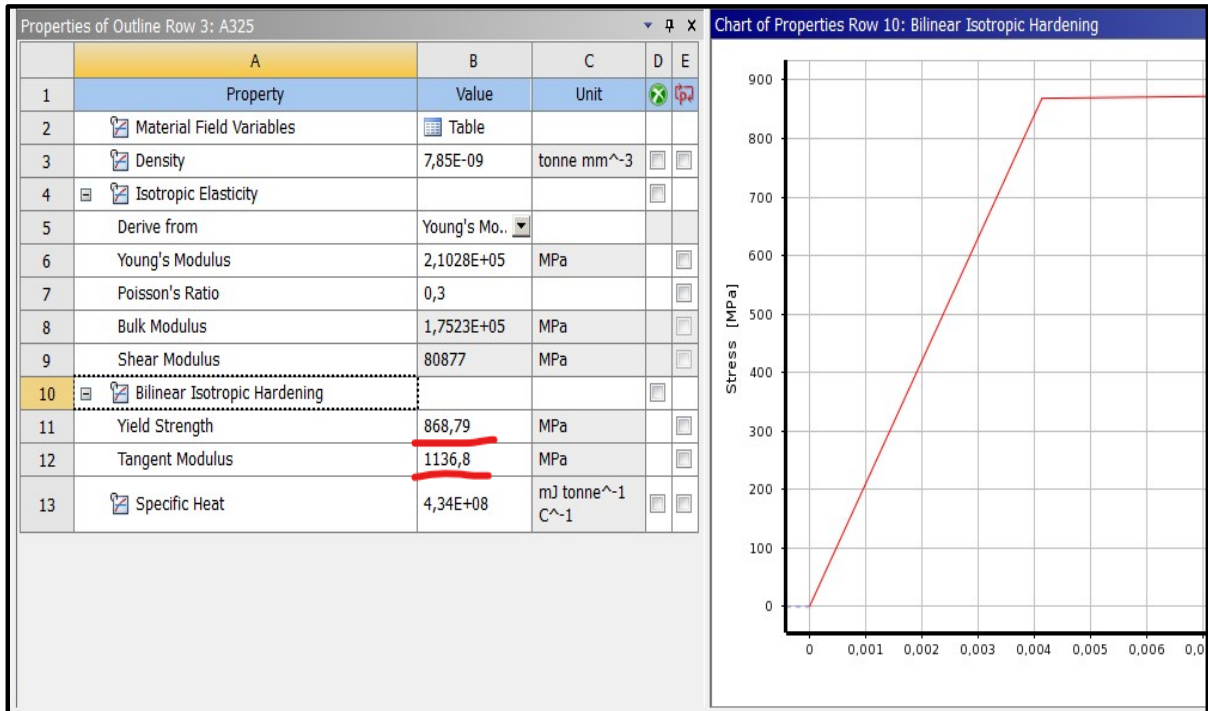 Properties of Outline Row 3: A325
A B C D E
1 Property Value Unit
2 Material Field Variables Table
3 Density 7,85E-09 tonne mm^-3
4 Isotropic Elasticity
5 Derive from Young's Mo..
6 Young's Modulus 2,1028E+05 MPa
7 Poisson's Ratio 0,3
8 Bulk Modulus 1,7523E+05 MPa
9 Shear Modulus 80877 MPa
10 Bilinear Isotropic Hardening
11 Yield Strength 868,79 MPa
12 Tangent Modulus 1136,8 MPa
13 Specific Heat 4,34E+08 mJ tonne^-1
C^-1
Chart of Properties Row 10: Bilinear Isotropic Hardening
900
800
700
600
500
400
300
200
100
0
Stress [MPa]
0 0,001 0,002 0,003 0,004 0,005 0,006 0,0